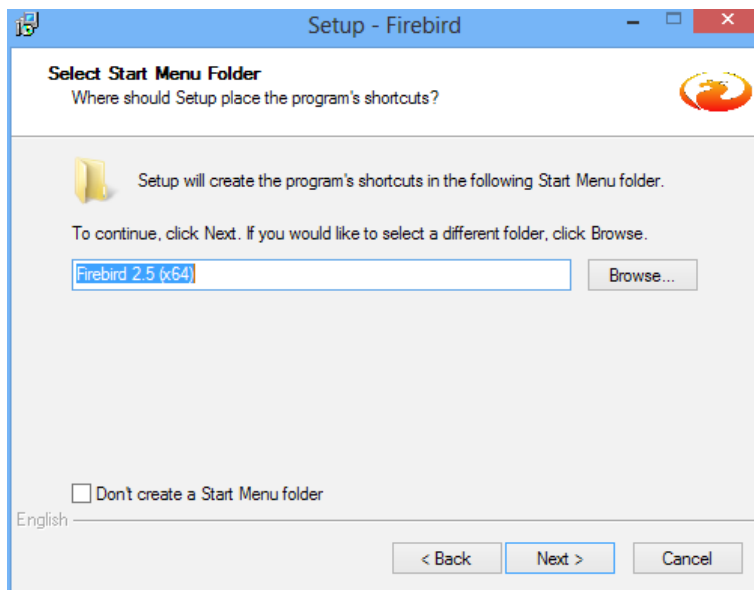 Setup - Firebird
Select Start Menu Folder
Where should Setup place the program's shortcuts?
Setup will create the program's shortcuts in the following Start Menu folder.
To continue, click Next. If you would like to select a different folder, click Browse.
Firebird 2.5 (x64)
Browse...
Don't create a Start Menu folder
English
< Back
Next >
Cancel